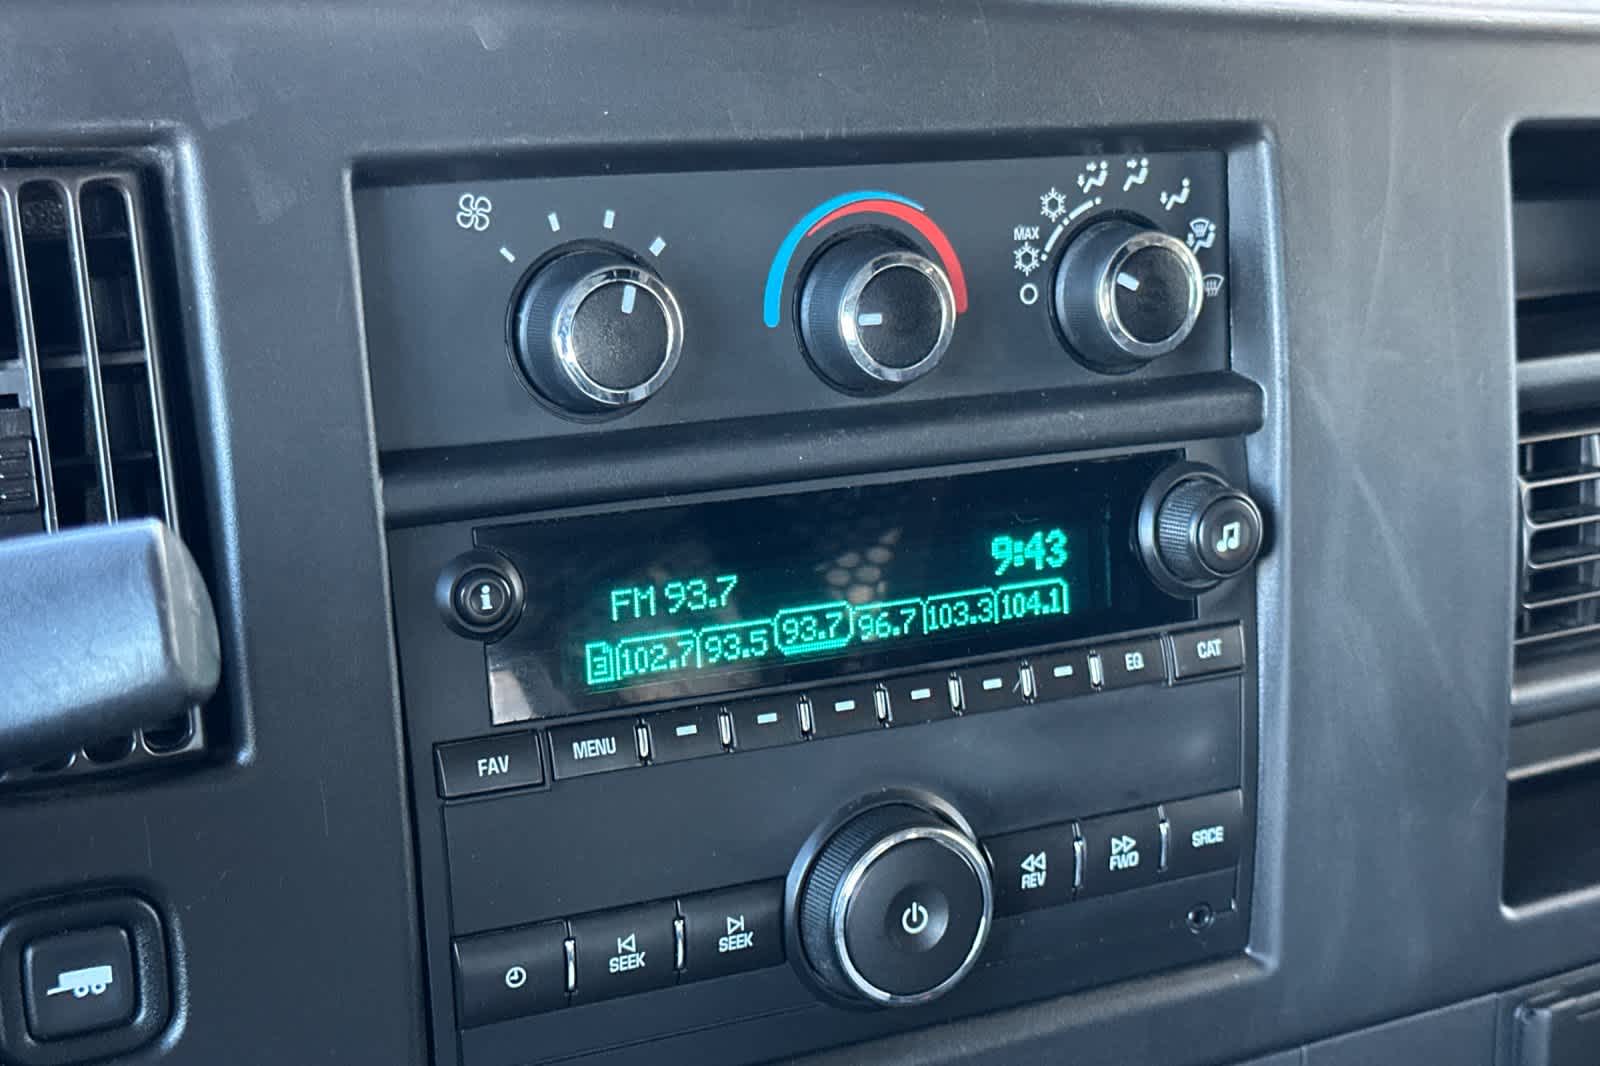 MAX
9:43
FM 93.7
3 102.7 93.5 93.7 96.7 103.3 104.1
i
FAV MENU EQ CAT
REV FWD SRCE
SEEK SEEK